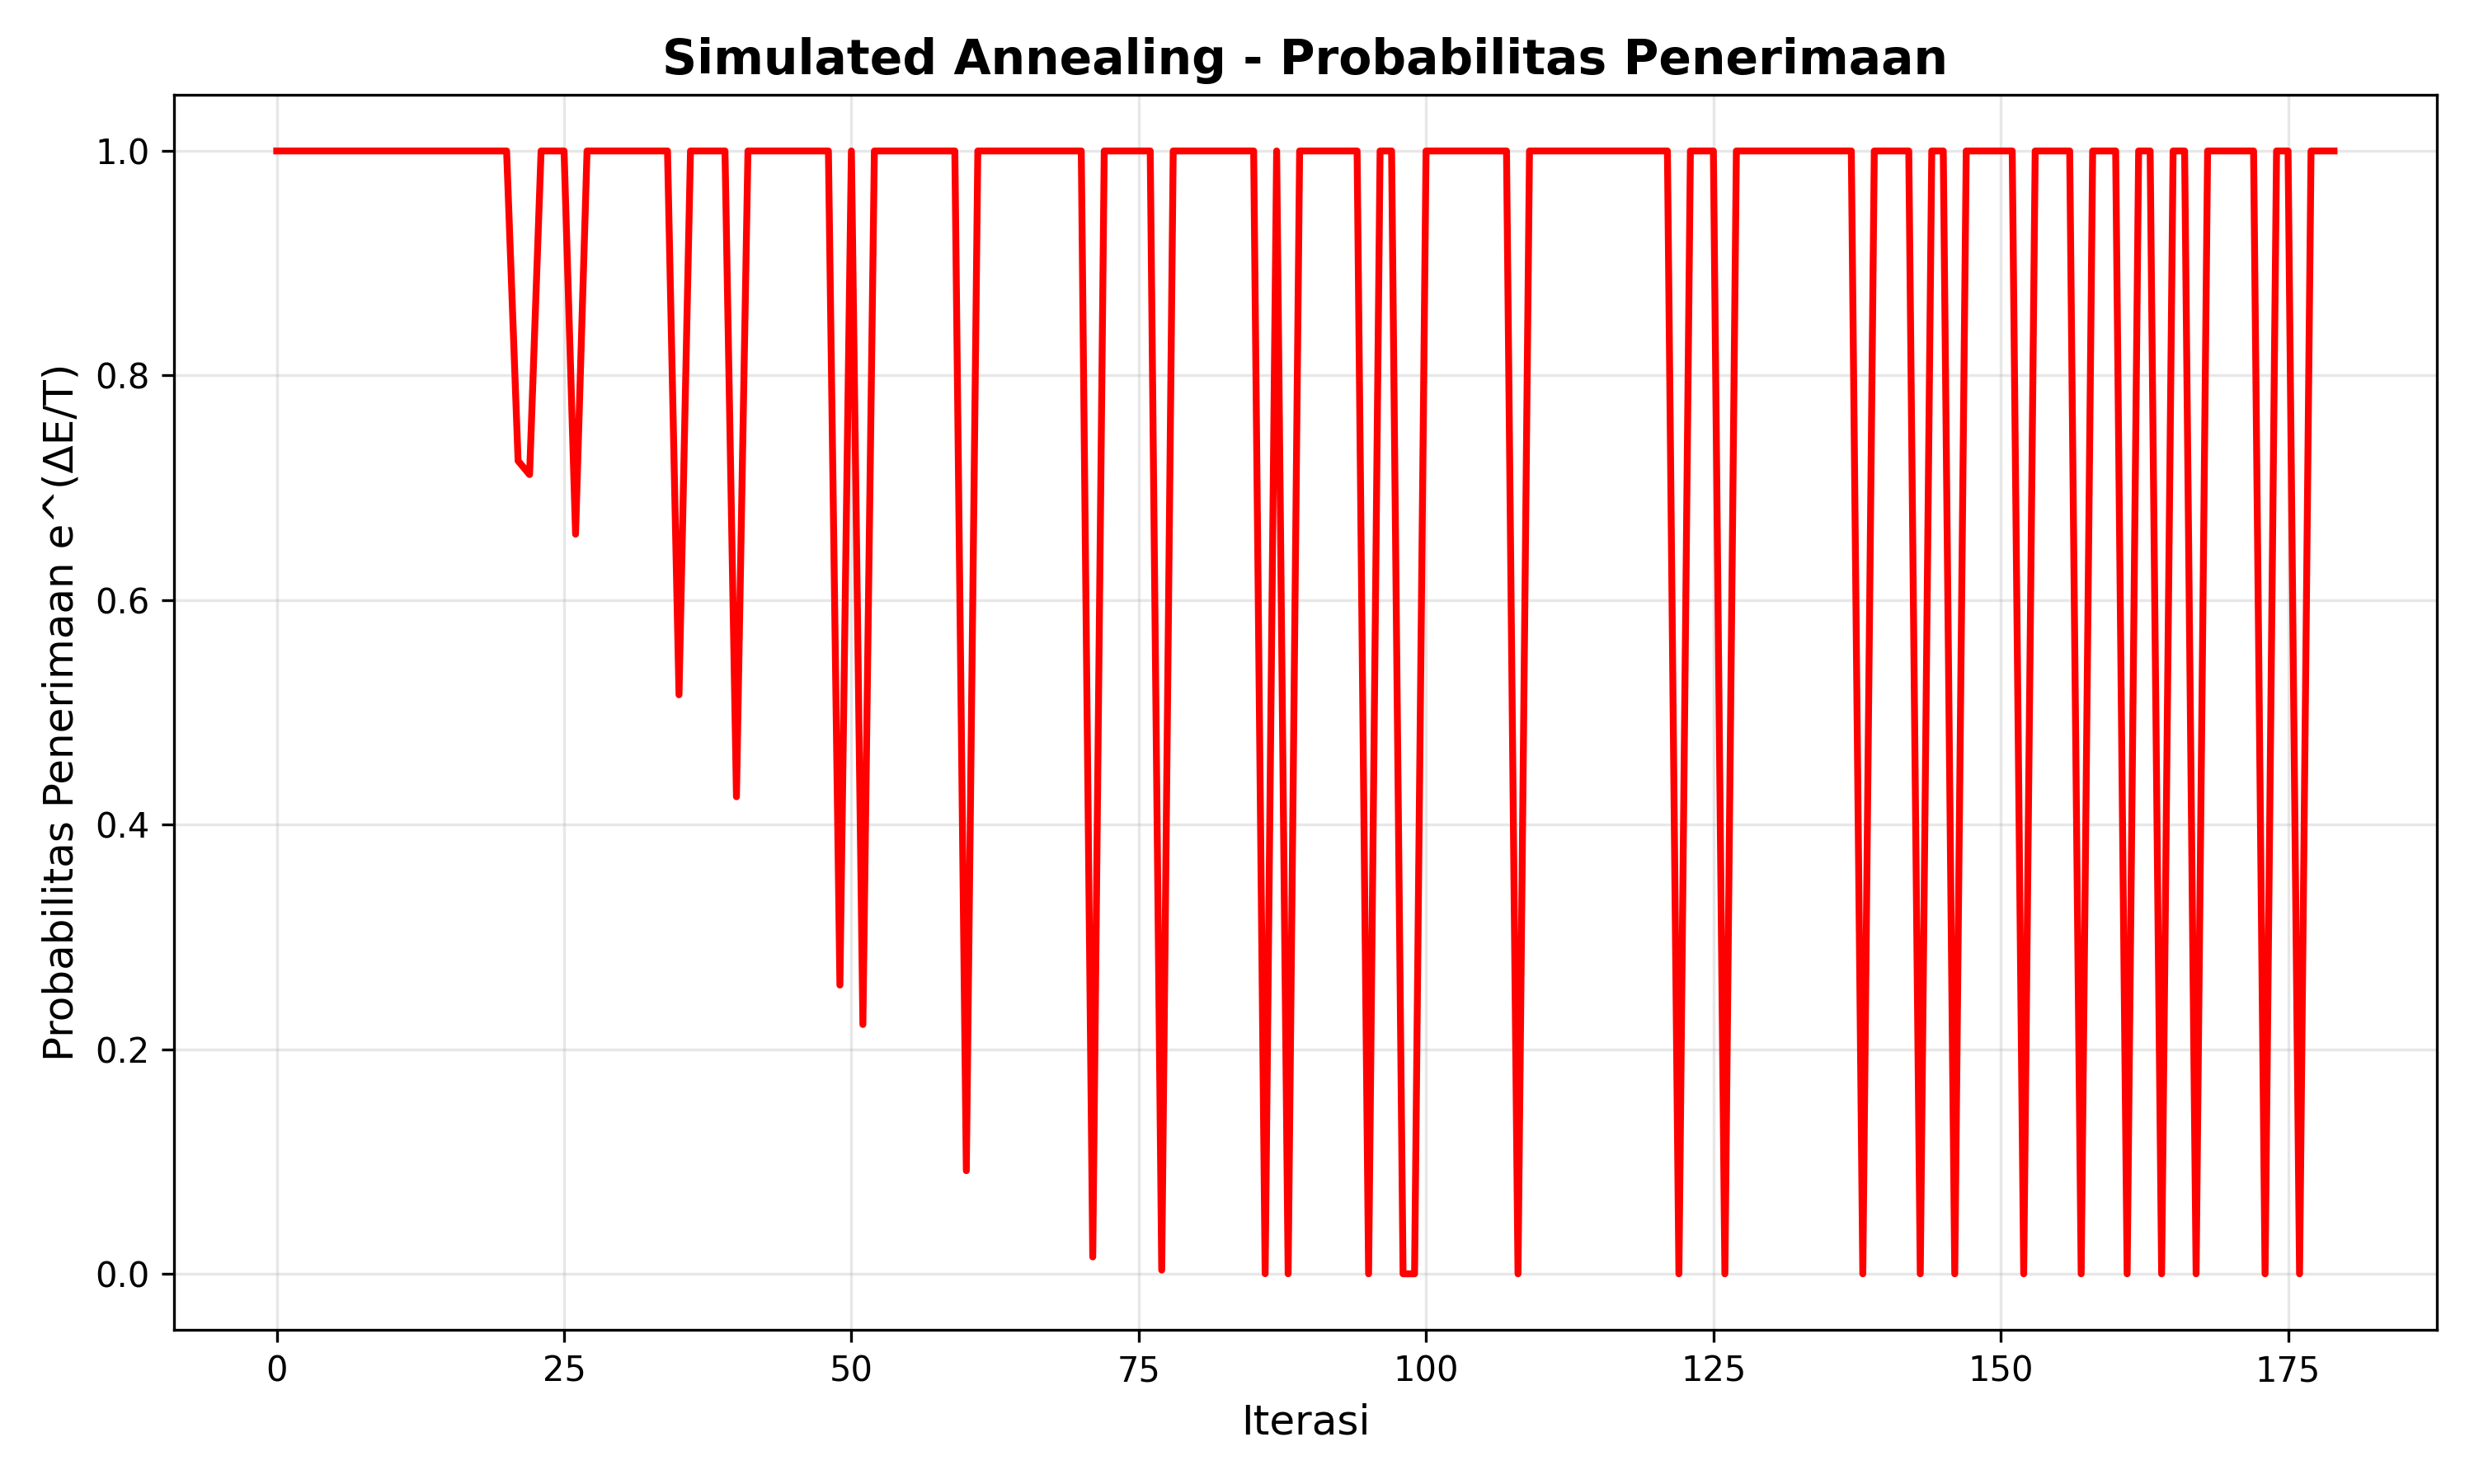 Simulated Annealing - Probabilitas Penerimaan
Probabilitas Penerimaan e^(ΔE/T)
1.0
0.8
0.6
0.4
0.2
0.0
0 25 50 75 100 125 150 175
Iterasi